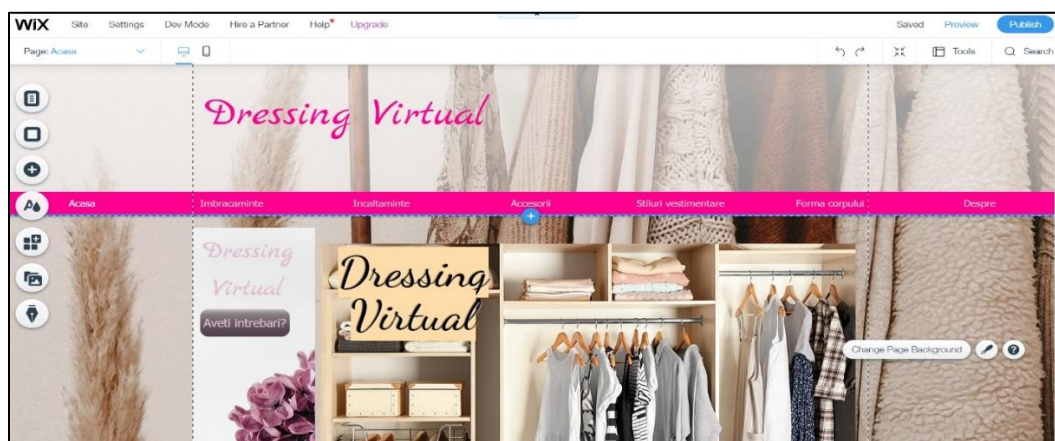 WiX Site Settings Dev Mode Hire a Partner Help Upgrade Saved Preview Publish
Page: Acasa Tools Search
Dressing Virtual
Acasa Imbracaminte Incaltaminte Accesorii Stiluri vestimentare Forma corpului Despre
Dressing
Virtual
Dressing
Virtual
Aveti intrebari?
Change Page Background